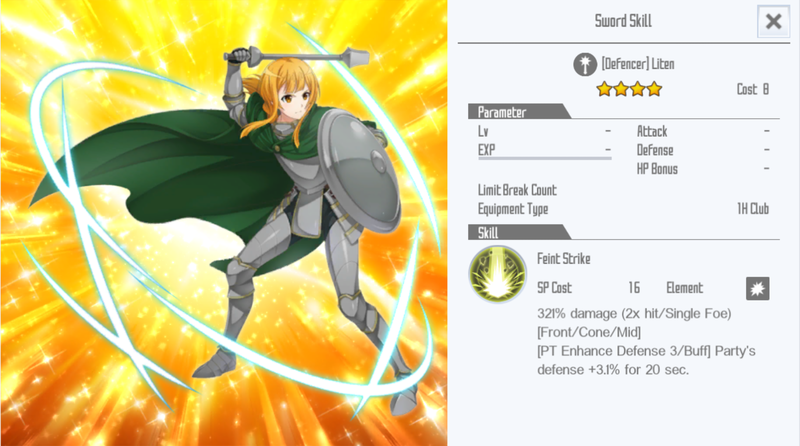 Sword Skill
[Defencer] Liten
Cost 8
Parameter
Lv - Attack -
EXP - Defense -
HP Bonus -
Limit Break Count
Equipment Type 1H Club
Skill
Feint Strike
SP Cost 16 Element
321% damage (2x hit/Single Foe)
[Front/Cone/Mid]
[PT Enhance Defense 3/Buff] Party's
defense +3.1% for 20 sec.